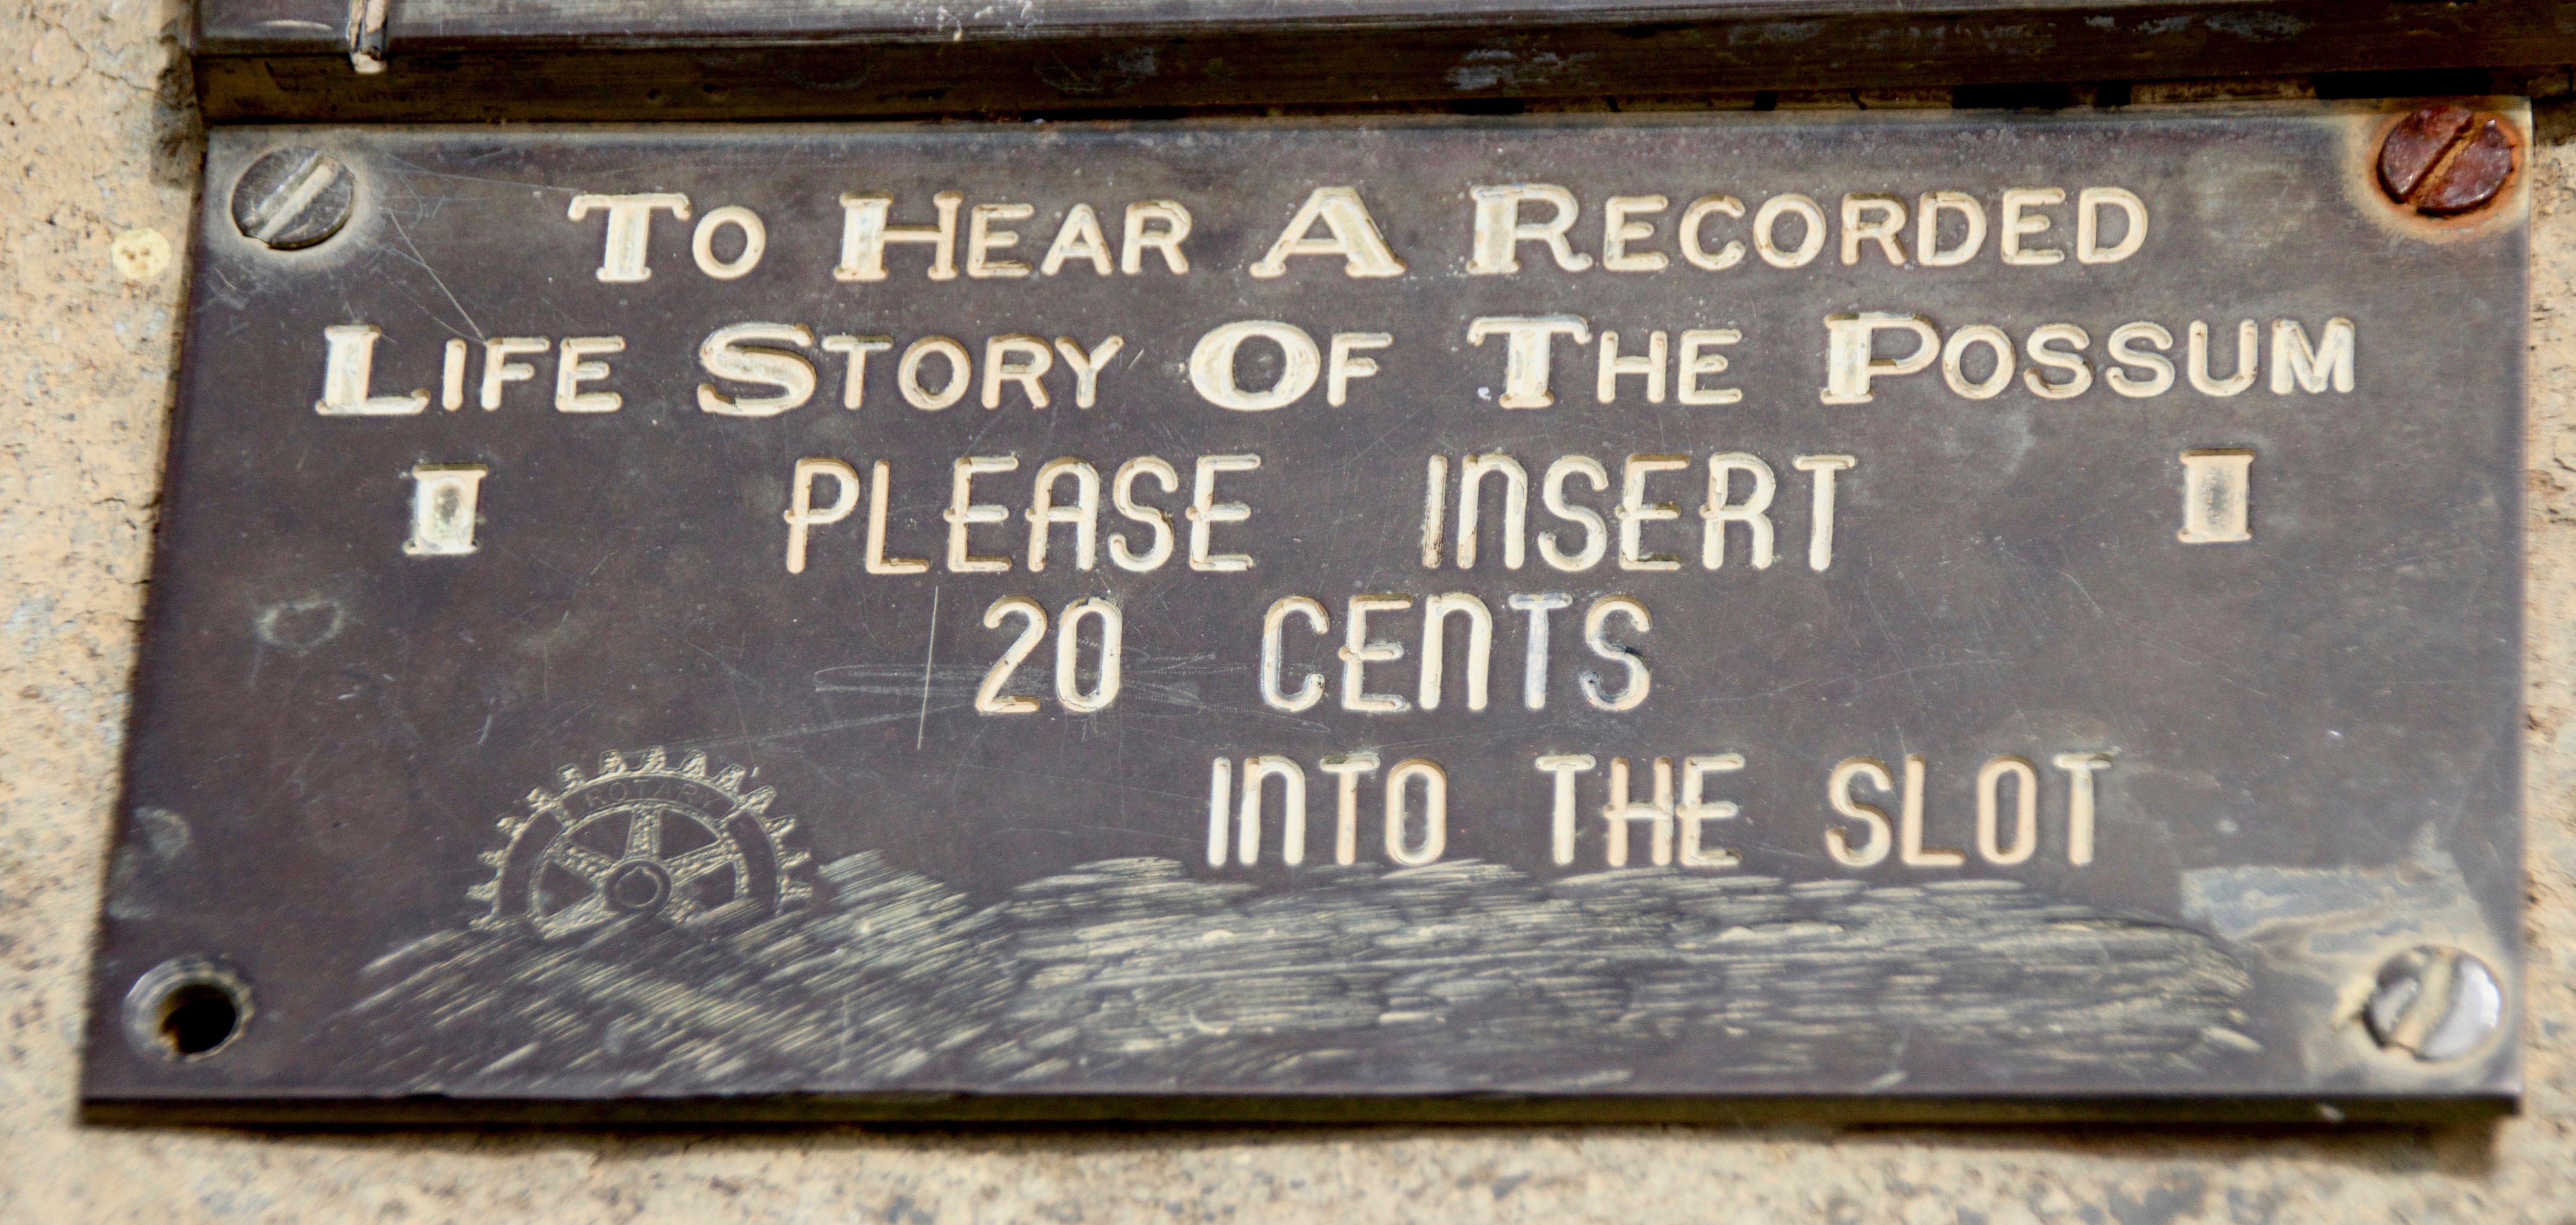 To Hear A Recorded
Life Story Of The Possum
I PLEASE INSERT I
20 CENTS
INTO THE SLOT
ROTARY